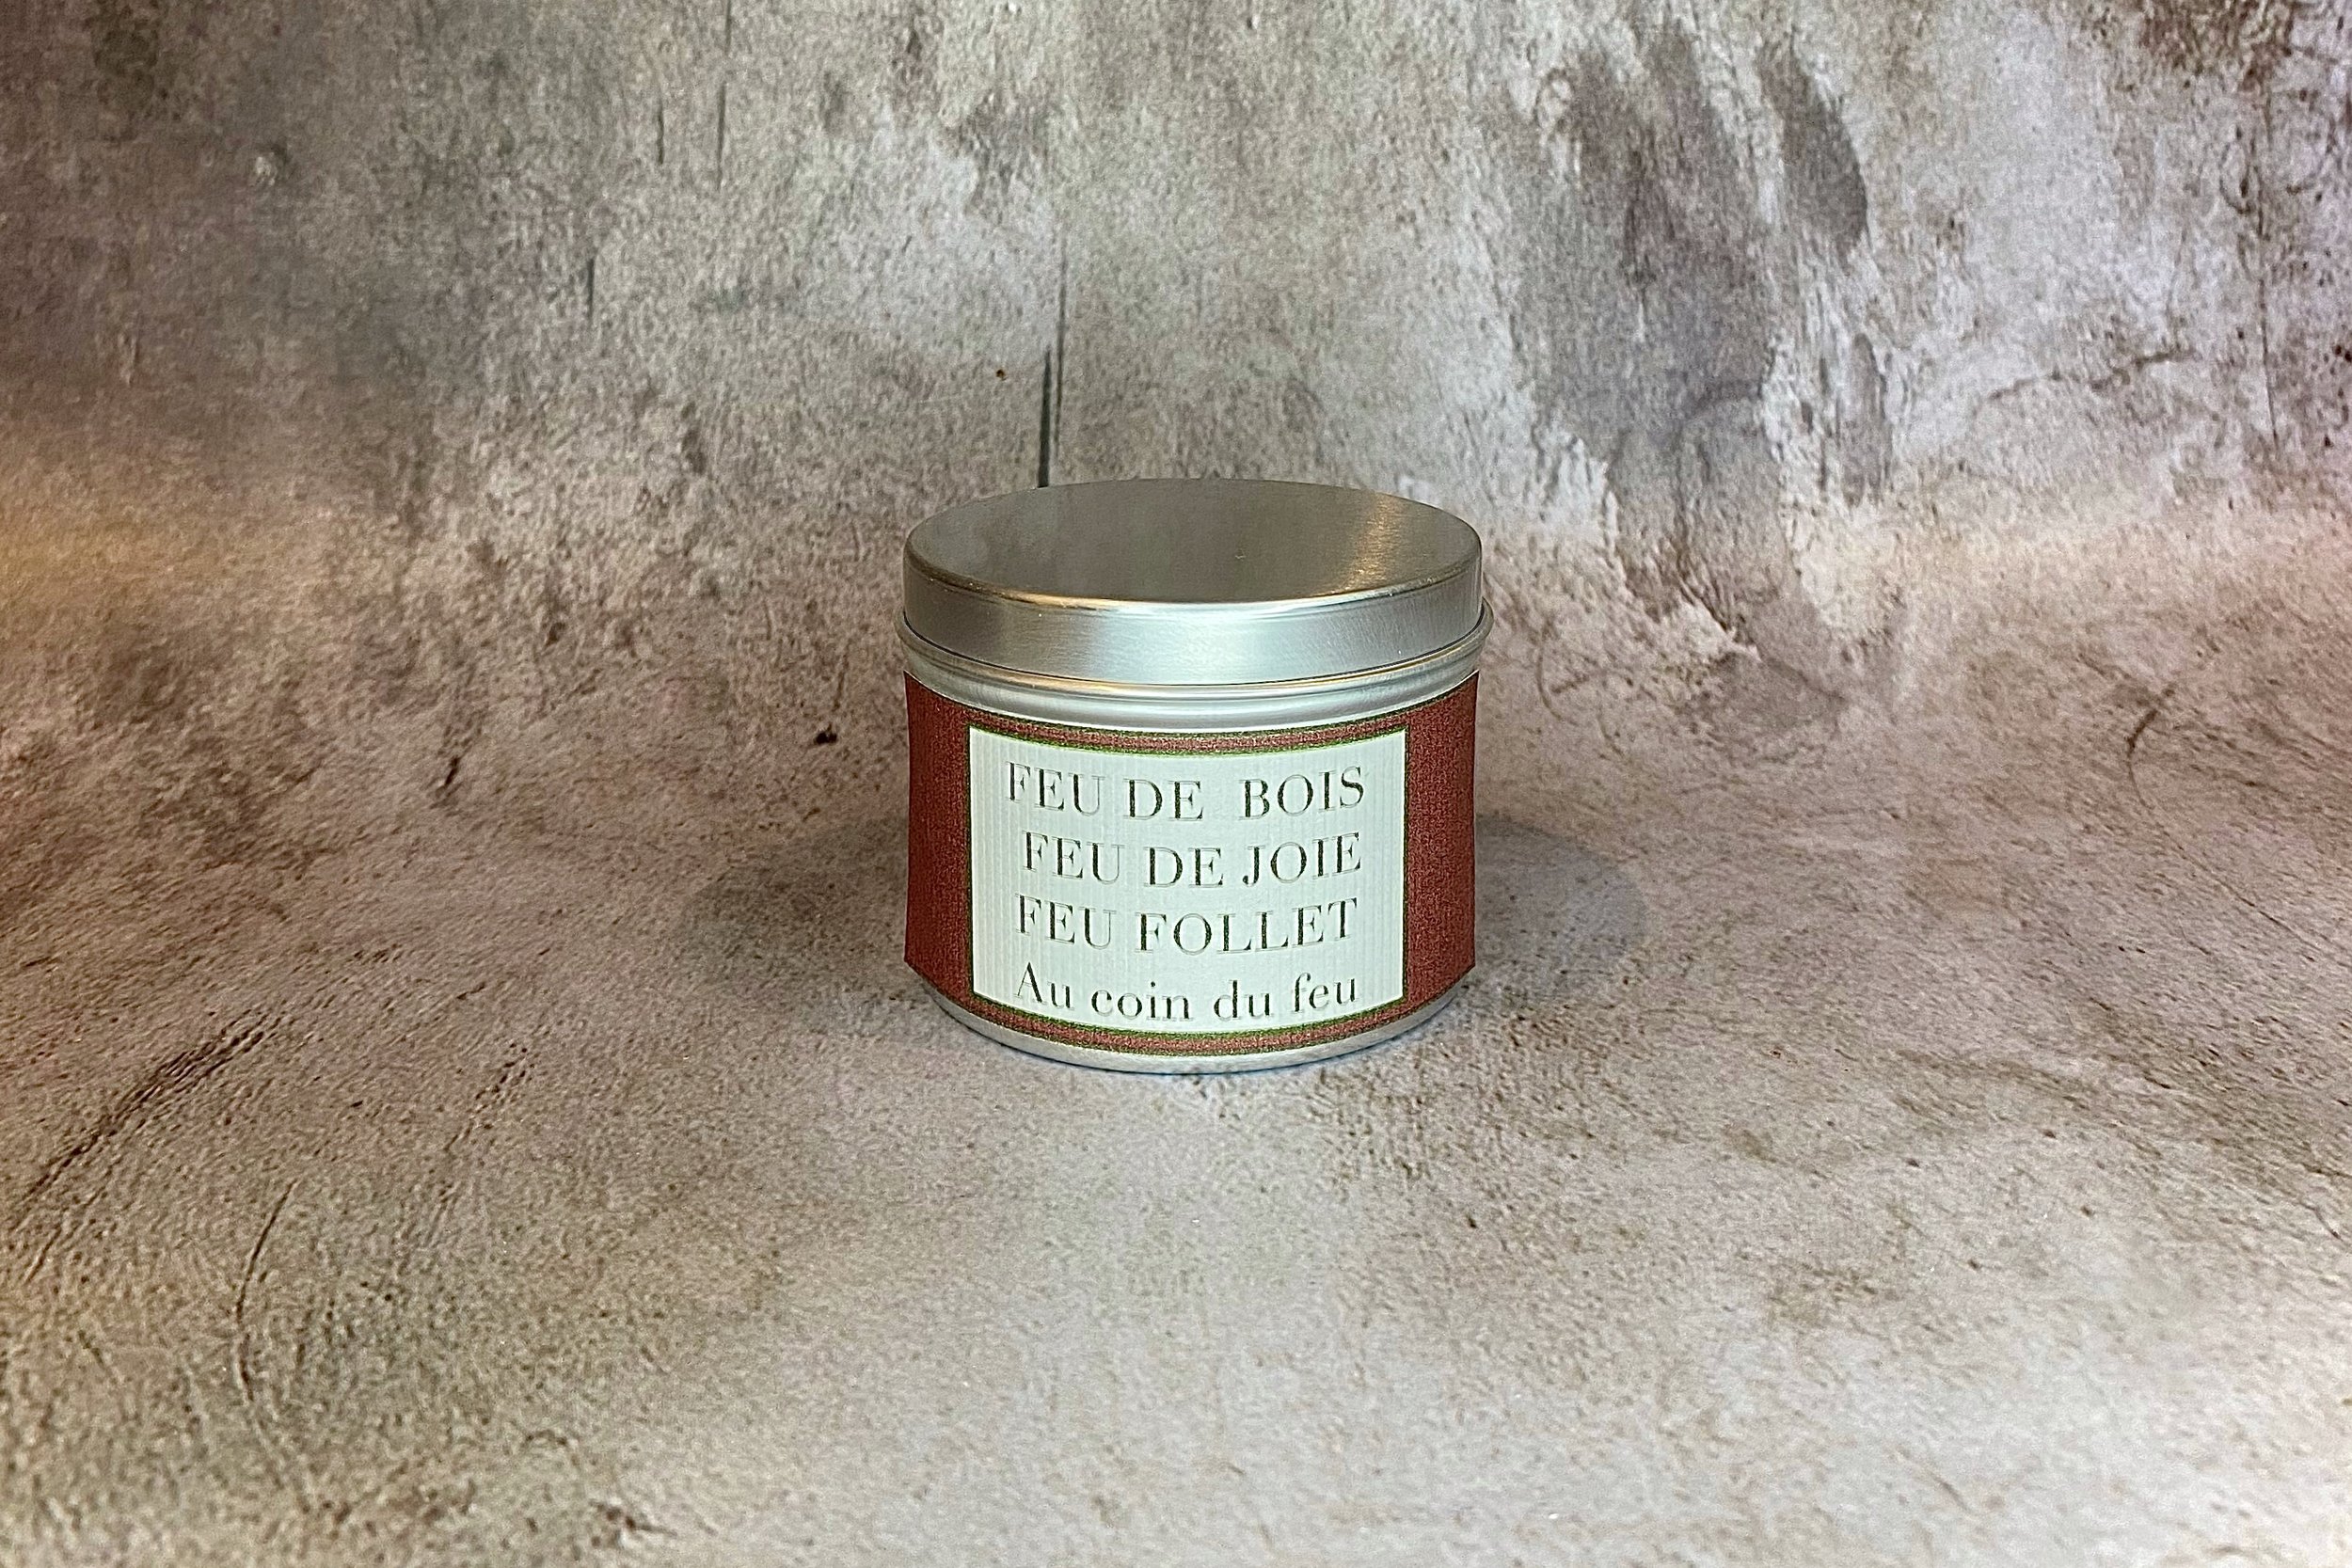 FEU DE BOIS
FEU DE JOIE
FEU FOLLET
Au coin du feu